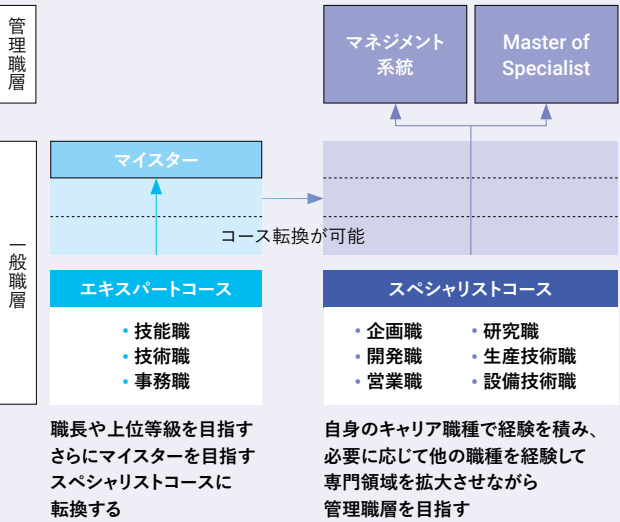 管理職層
マネジメント
系統
Master of
Specialist
一般職層
マイスター
コース転換が可能
エキスパートコース
・技能職
・技術職
・事務職
スペシャリストコース
・企画職
・開発職
・営業職
・研究職
・生産技術職
・設備技術職
職長や上位等級を目指す
さらにマイスターを目指す
スペシャリストコースに
転換する
自身のキャリア職種で経験を積み、
必要に応じて他の職種を経験して
専門領域を拡大させながら
管理職層を目指す